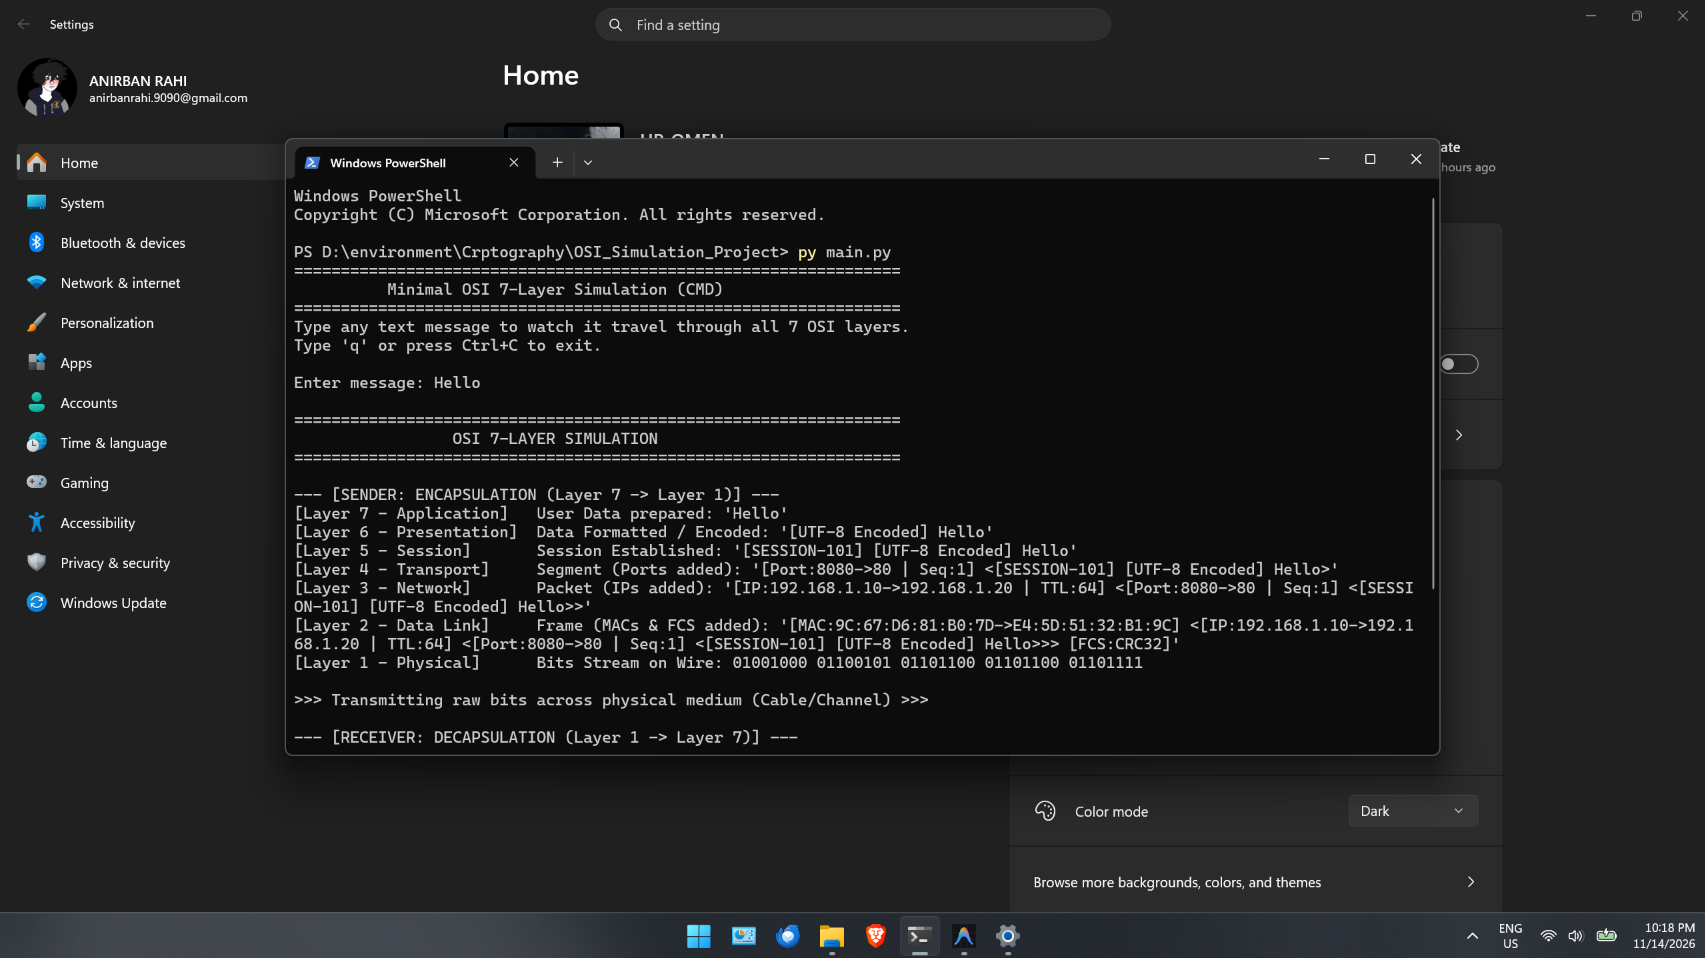 Settings
Find a setting
ANIRBAN RAHI
anirbanrahi.9090@gmail.com
Home
Home
System
Bluetooth & devices
Network & internet
Personalization
Apps
Accounts
Time & language
Gaming
Accessibility
Privacy & security
Windows Update
ate
hours ago
Windows PowerShell
Windows PowerShell
Copyright (C) Microsoft Corporation. All rights reserved.
PS D:\environment\Crptography\OSI_Simulation_Project> py main.py
=================================================================
Minimal OSI 7-Layer Simulation (CMD)
=================================================================
Type any text message to watch it travel through all 7 OSI layers.
Type 'q' or press Ctrl+C to exit.
Enter message: Hello
=================================================================
OSI 7-LAYER SIMULATION
=================================================================
--- [SENDER: ENCAPSULATION (Layer 7 -> Layer 1)] ---
[Layer 7 - Application]   User Data prepared: 'Hello'
[Layer 6 - Presentation]  Data Formatted / Encoded: '[UTF-8 Encoded] Hello'
[Layer 5 - Session]       Session Established: '[SESSION-101] [UTF-8 Encoded] Hello'
[Layer 4 - Transport]     Segment (Ports added): '[Port:8080->80 | Seq:1] <[SESSION-101] [UTF-8 Encoded] Hello>'
[Layer 3 - Network]       Packet (IPs added): '[IP:192.168.1.10->192.168.1.20 | TTL:64] <[Port:8080->80 | Seq:1] <[SESSI
ON-101] [UTF-8 Encoded] Hello>>'
[Layer 2 - Data Link]     Frame (MACs & FCS added): '[MAC:9C:67:D6:81:B0:7D->E4:5D:51:32:B1:9C] <[IP:192.168.1.10->192.1
68.1.20 | TTL:64] <[Port:8080->80 | Seq:1] <[SESSION-101] [UTF-8 Encoded] Hello>>> [FCS:CRC32]'
[Layer 1 - Physical]      Bits Stream on Wire: 01001000 01100101 01101100 01101100 01101111
>>> Transmitting raw bits across physical medium (Cable/Channel) >>>
--- [RECEIVER: DECAPSULATION (Layer 1 -> Layer 7)] ---
Color mode
Dark
Browse more backgrounds, colors, and themes
ENG
US
10:18 PM
11/14/2026